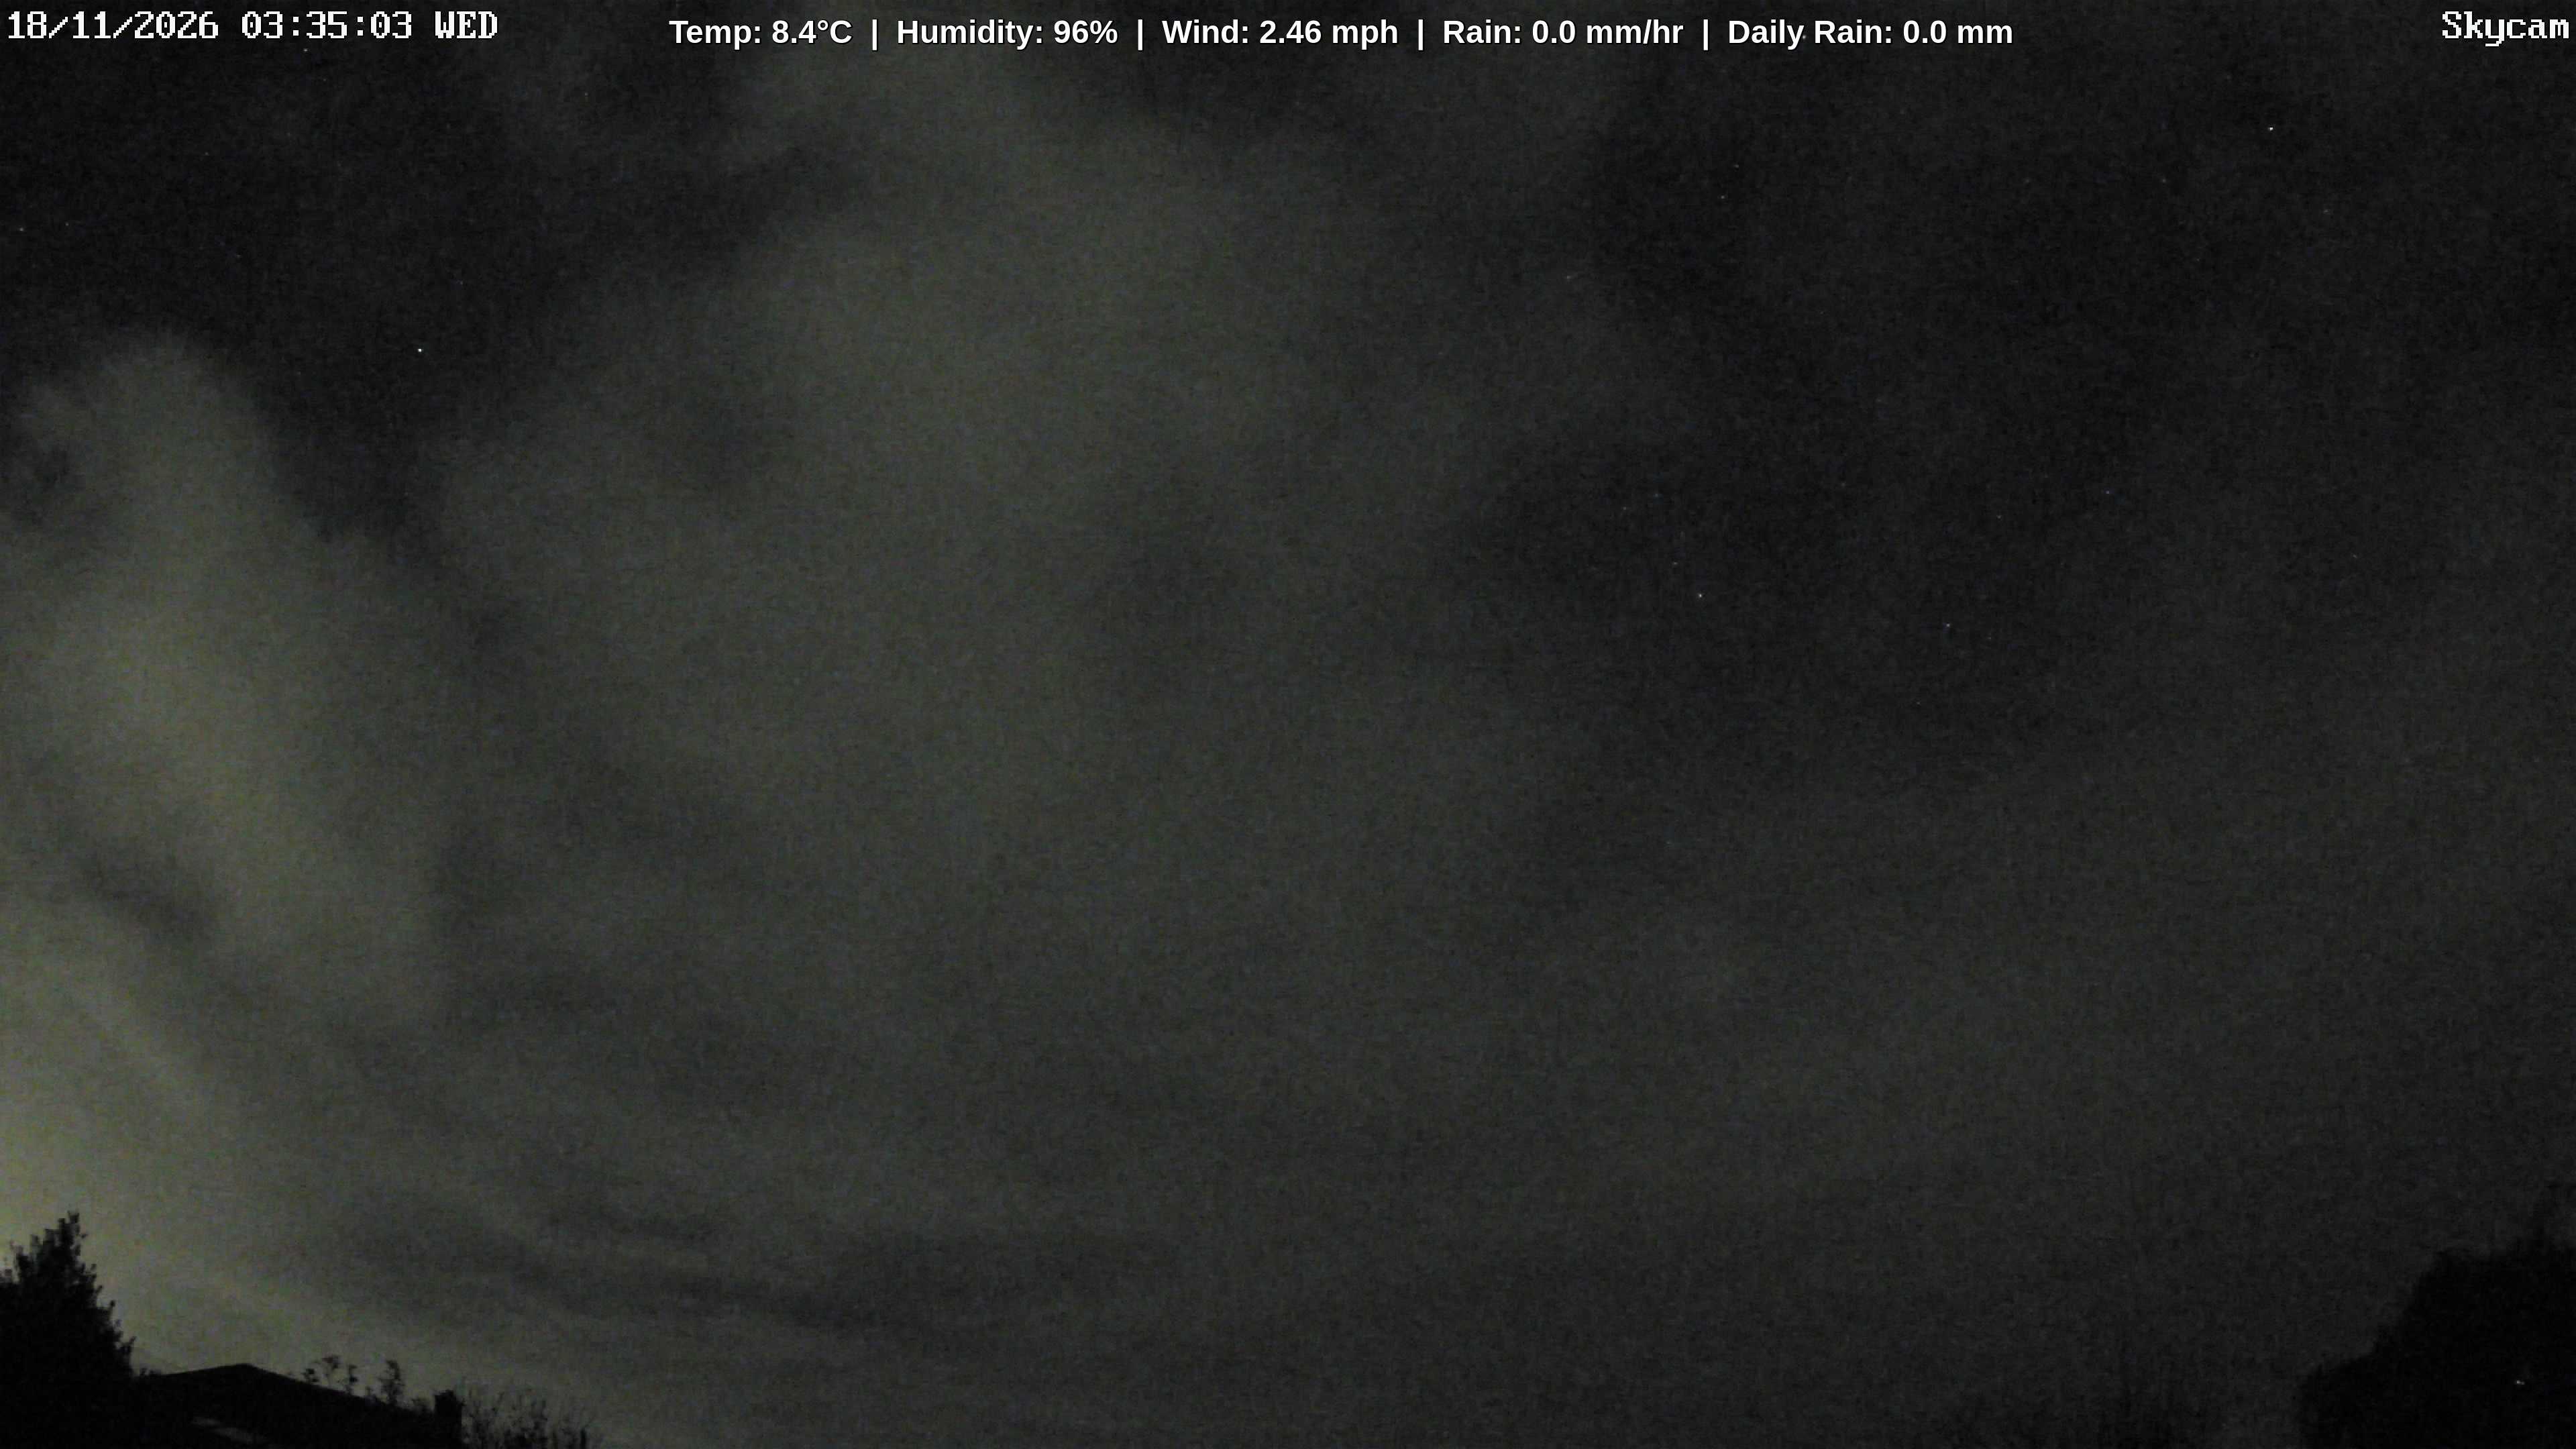 18/11/2026 03:35:03 WED
Temp: 8.4°C | Humidity: 96% | Wind: 2.46 mph | Rain: 0.0 mm/hr | Daily Rain: 0.0 mm
Skycam